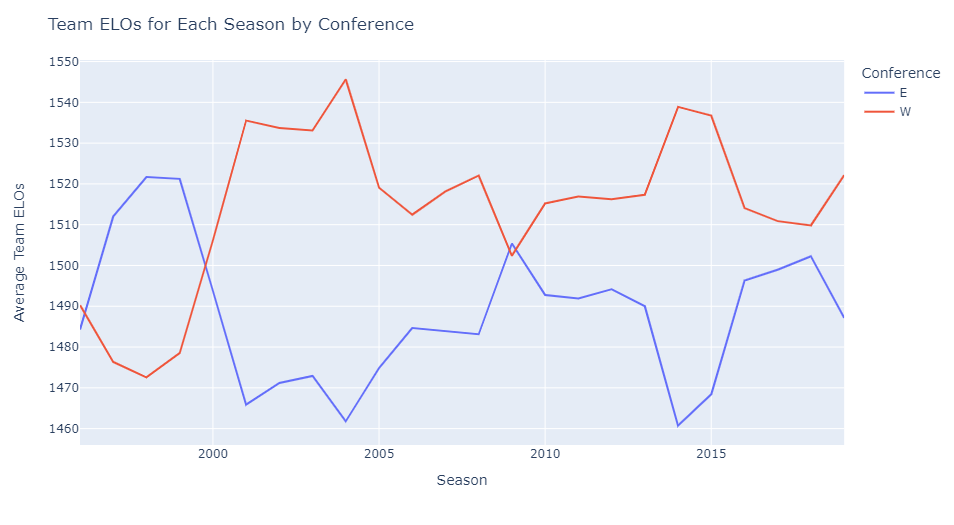 Team ELOs for Each Season by Conference
Conference
E
W
Average Team ELOs
1550
1540
1530
1520
1510
1500
1490
1480
1470
1460
2000
2005
2010
2015
Season